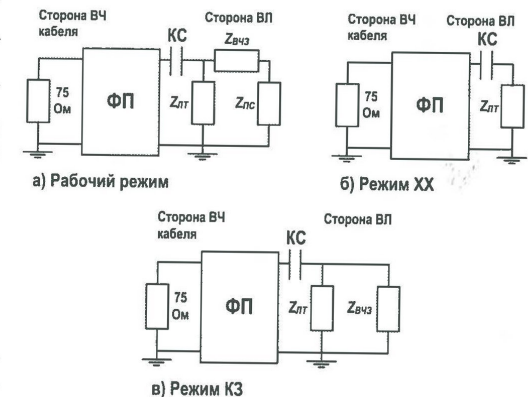 Сторона ВЧ кабеля
Сторона ВЛ
КС
Zвчз
75 Ом
ФП
Zлт
Zпс
а) Рабочий режим
Сторона ВЧ кабеля
Сторона ВЛ
КС
75 Ом
ФП
Zлт
б) Режим ХХ
Сторона ВЧ кабеля
Сторона ВЛ
КС
75 Ом
ФП
Zлт
Zвчз
в) Режим КЗ